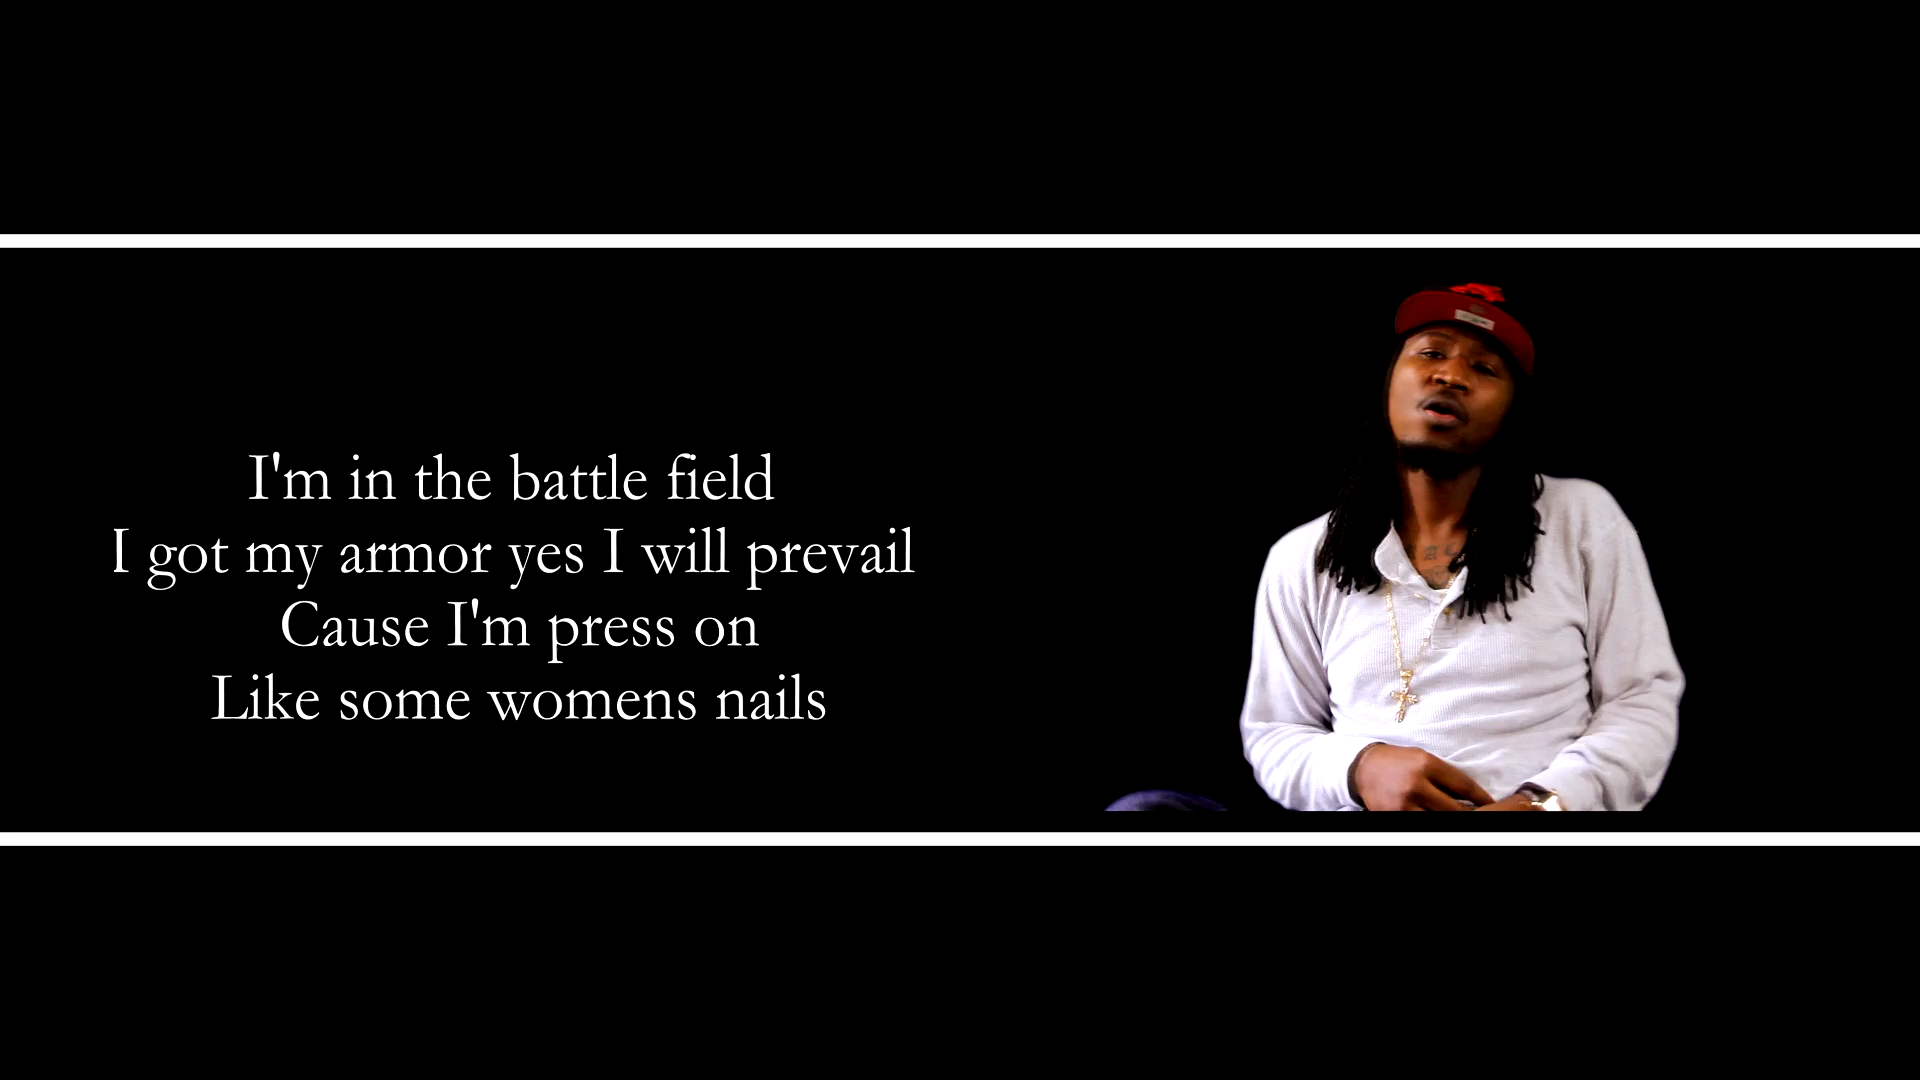 I'm in the battle field
I got my armor yes I will prevail
Cause I'm press on
Like some womens nails